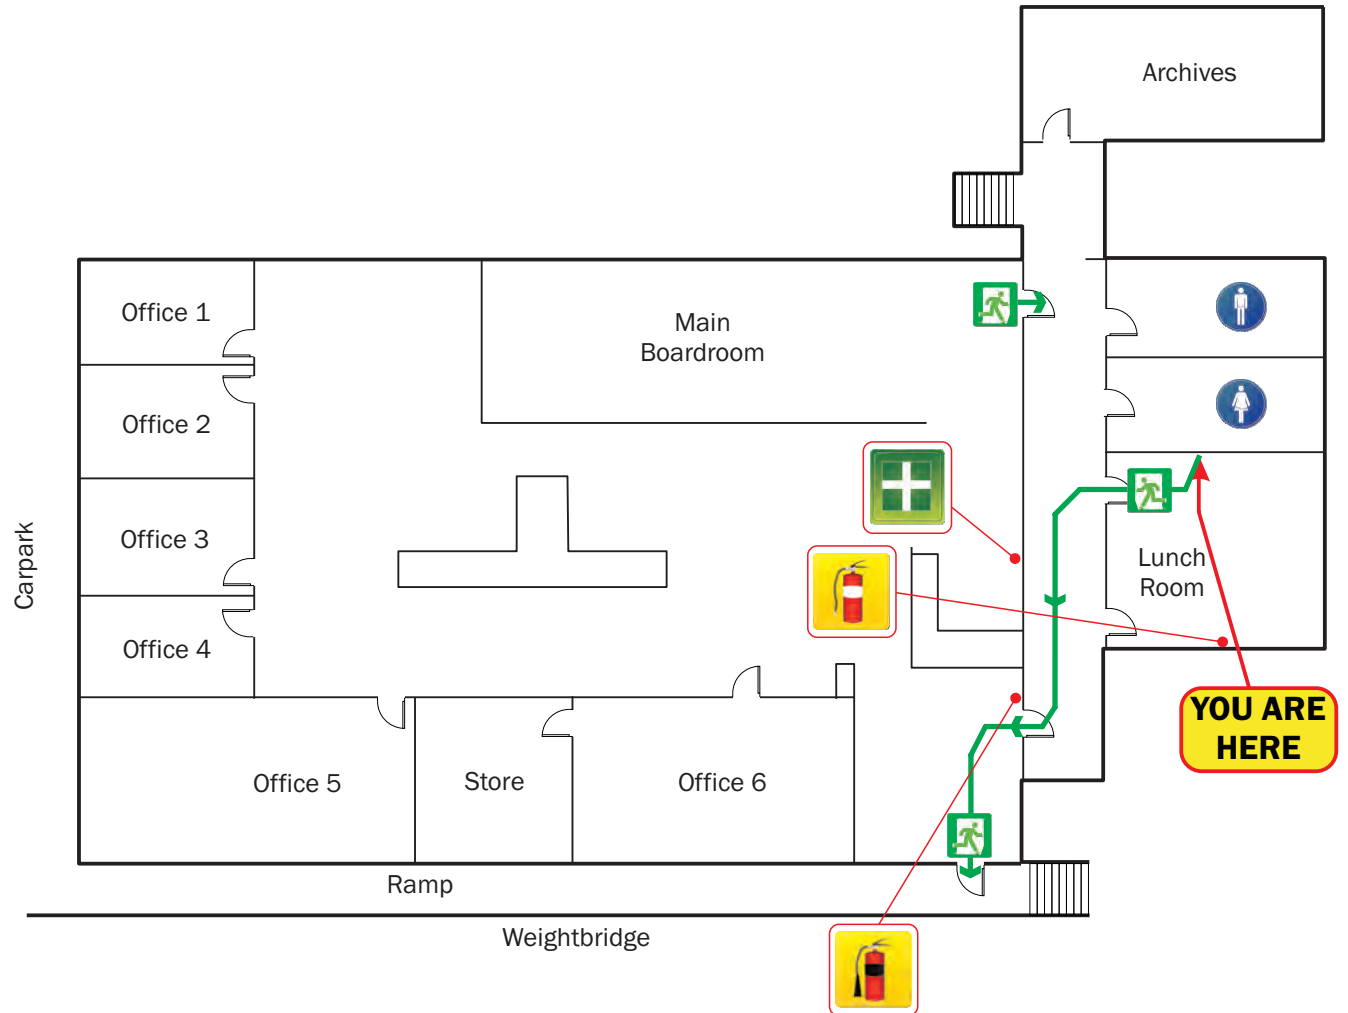 Archives
Office 1
Main
Boardroom
Office 2
Office 3
Carpark
Lunch
Room
Office 4
YOU ARE
HERE
Office 5
Store
Office 6
Ramp
Weightbridge